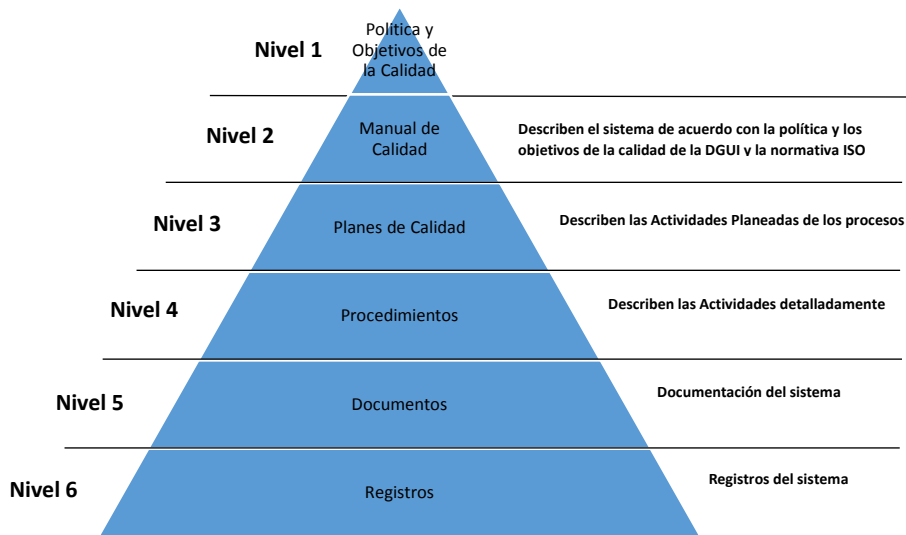 Nivel 1
Política y
Objetivos de
la Calidad
Nivel 2
Manual de
Calidad
Describen el sistema de acuerdo con la política y los
objetivos de la calidad de la DGUI y la normativa ISO
Nivel 3
Planes de Calidad
Describen las Actividades Planeadas de los procesos
Nivel 4
Procedimientos
Describen las Actividades detalladamente
Nivel 5
Documentos
Documentación del sistema
Nivel 6
Registros
Registros del sistema